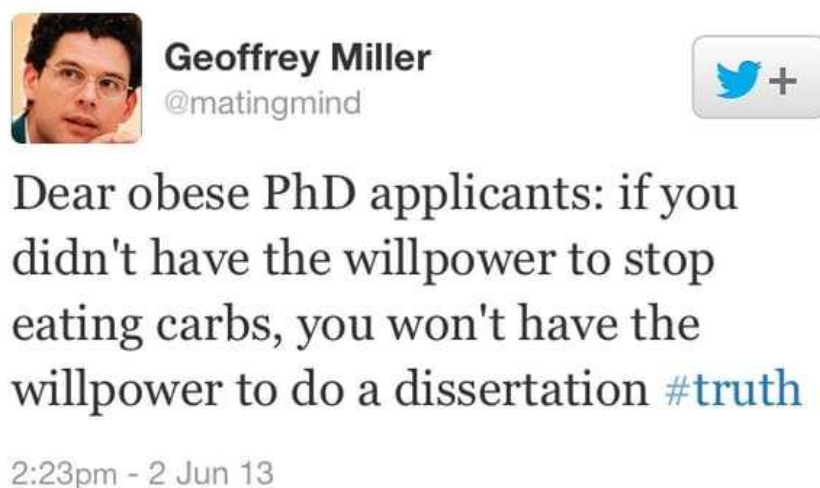 Geoffrey Miller
@matingmind
Dear obese PhD applicants: if you
didn't have the willpower to stop
eating carbs, you won't have the
willpower to do a dissertation #truth
2:23pm - 2 Jun 13